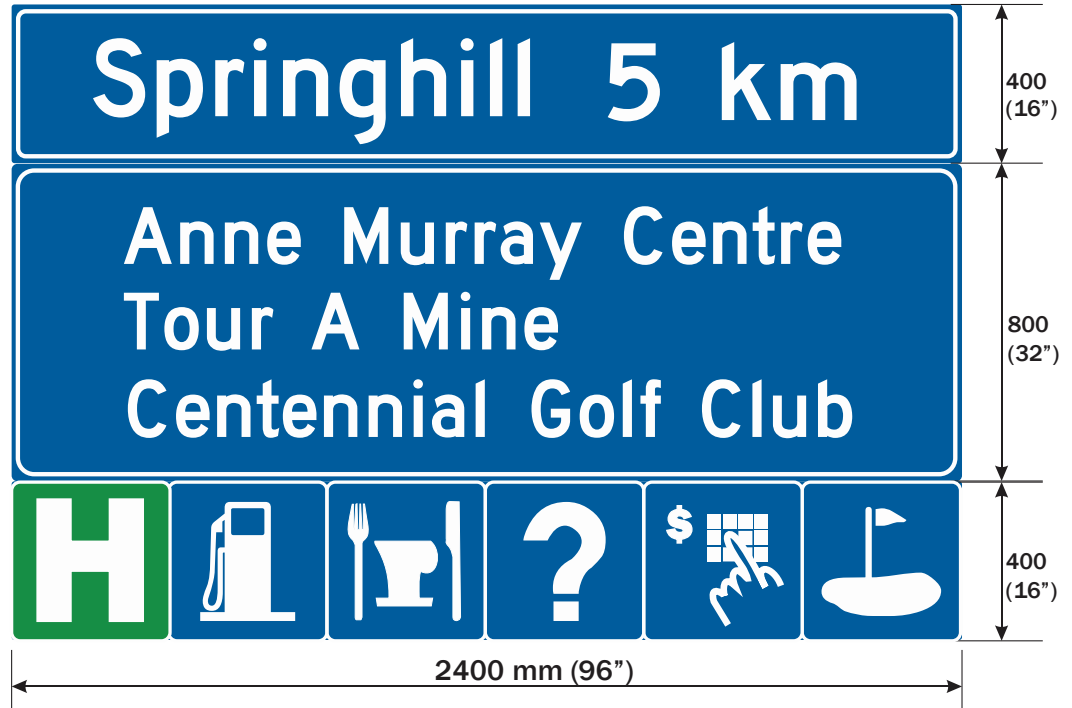 Springhill 5 km
400
(16”)
Anne Murray Centre
Tour A Mine
Centennial Golf Club
800
(32”)
H
?
$
400
(16”)
2400 mm (96”)